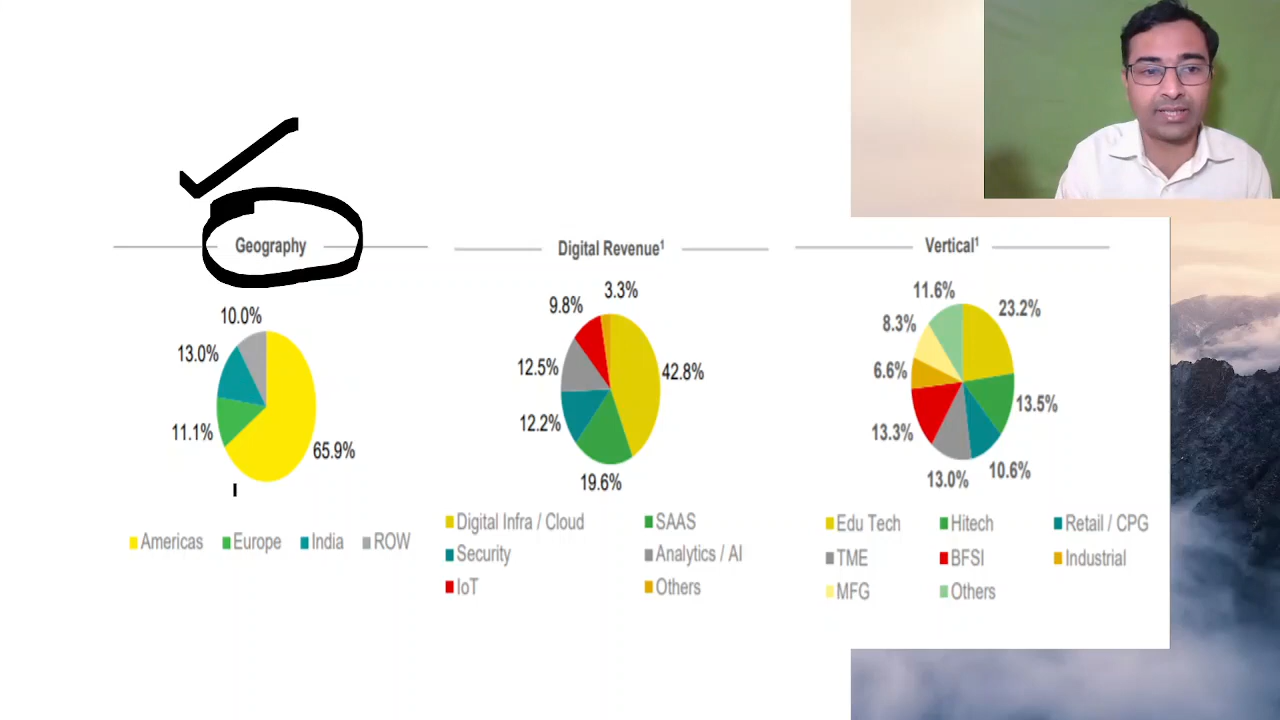 Geography
10.0%
13.0%
11.1%
65.9%
Americas Europe India ROW
Digital Revenue¹
3.3%
9.8%
12.5%
42.8%
12.2%
19.6%
Digital Infra / Cloud SAAS
Security Analytics / AI
IoT Others
Vertical¹
11.6%
23.2%
8.3%
6.6%
13.5%
13.3%
10.6%
13.0%
Edu Tech Hitech Retail / CPG
TME BFSI Industrial
MFG Others